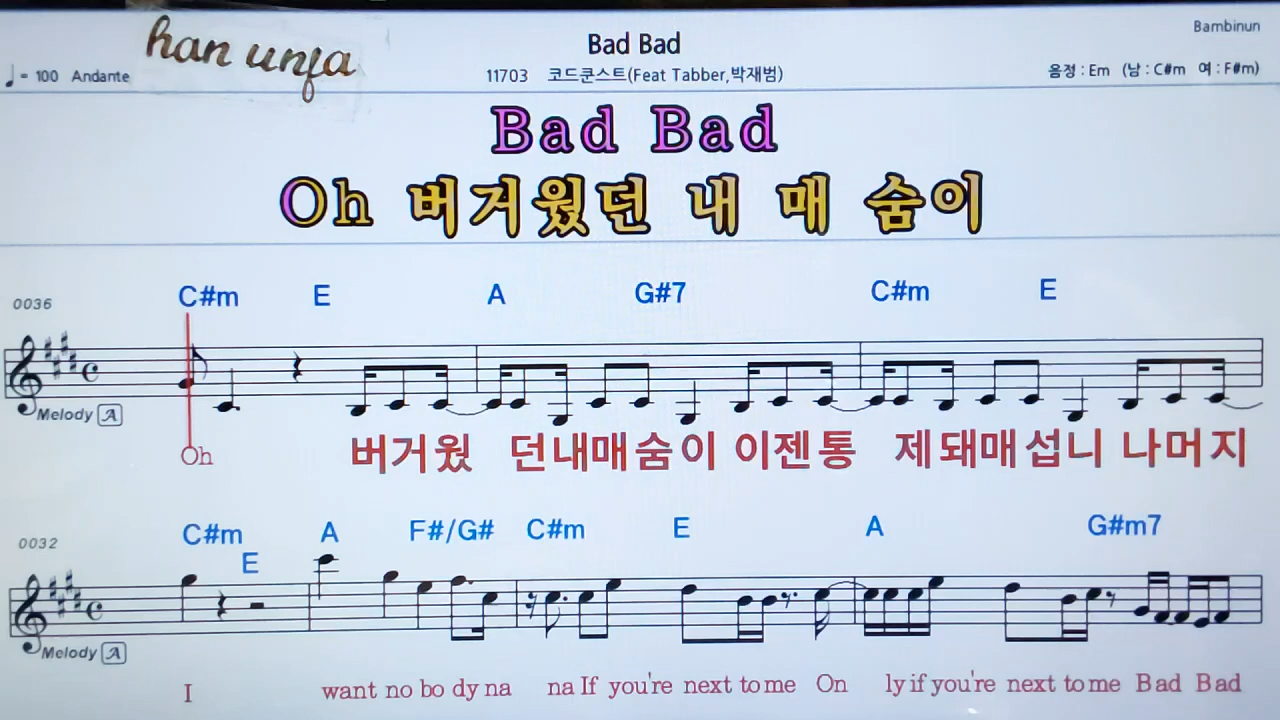 han unja
Bad Bad
Bambinun
♩= 100 Andante
11703 코드쿤스트(Feat Tabber,박재범)
음정 : Em (남 : C#m 여 : F#m)
Bad Bad
Oh 버거웠던 내 매 숨이
C#m E A G#7 C#m E
0036
Melody A
Oh 버거웠 던내매숨이 이젠통 제돼매섭니 나머지
C#m E A F#/G# C#m E A G#m7
0032
Melody A
I want no bo dy na na If you're next to me On ly if you're next to me Bad Bad